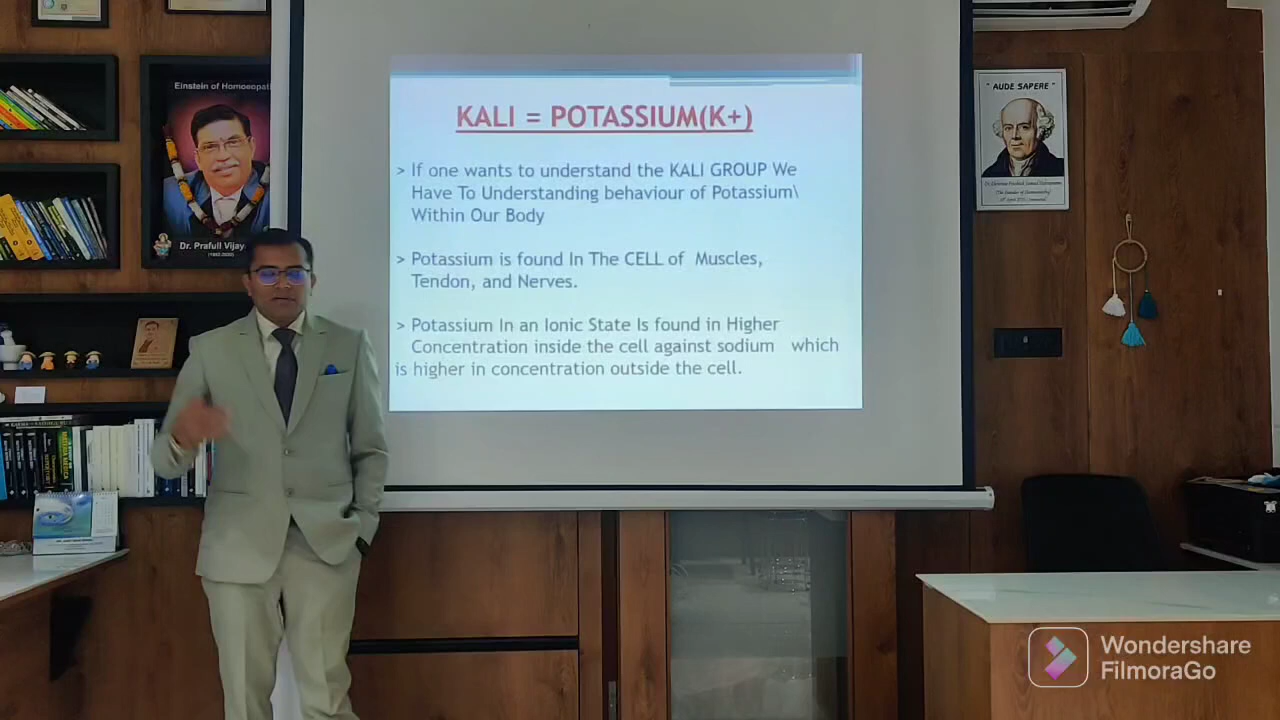 Einstein of Homoeopat
Dr. Prafull Vijay
KALI = POTASSIUM(K+)
> If one wants to understand the KALI GROUP We
Have To Understanding behaviour of Potassium\
Within Our Body
> Potassium is found In The CELL of Muscles,
Tendon, and Nerves.
> Potassium In an Ionic State Is found in Higher
Concentration inside the cell against sodium which
is higher in concentration outside the cell.
" AUDE SAPERE "
Wondershare
FilmoraGo